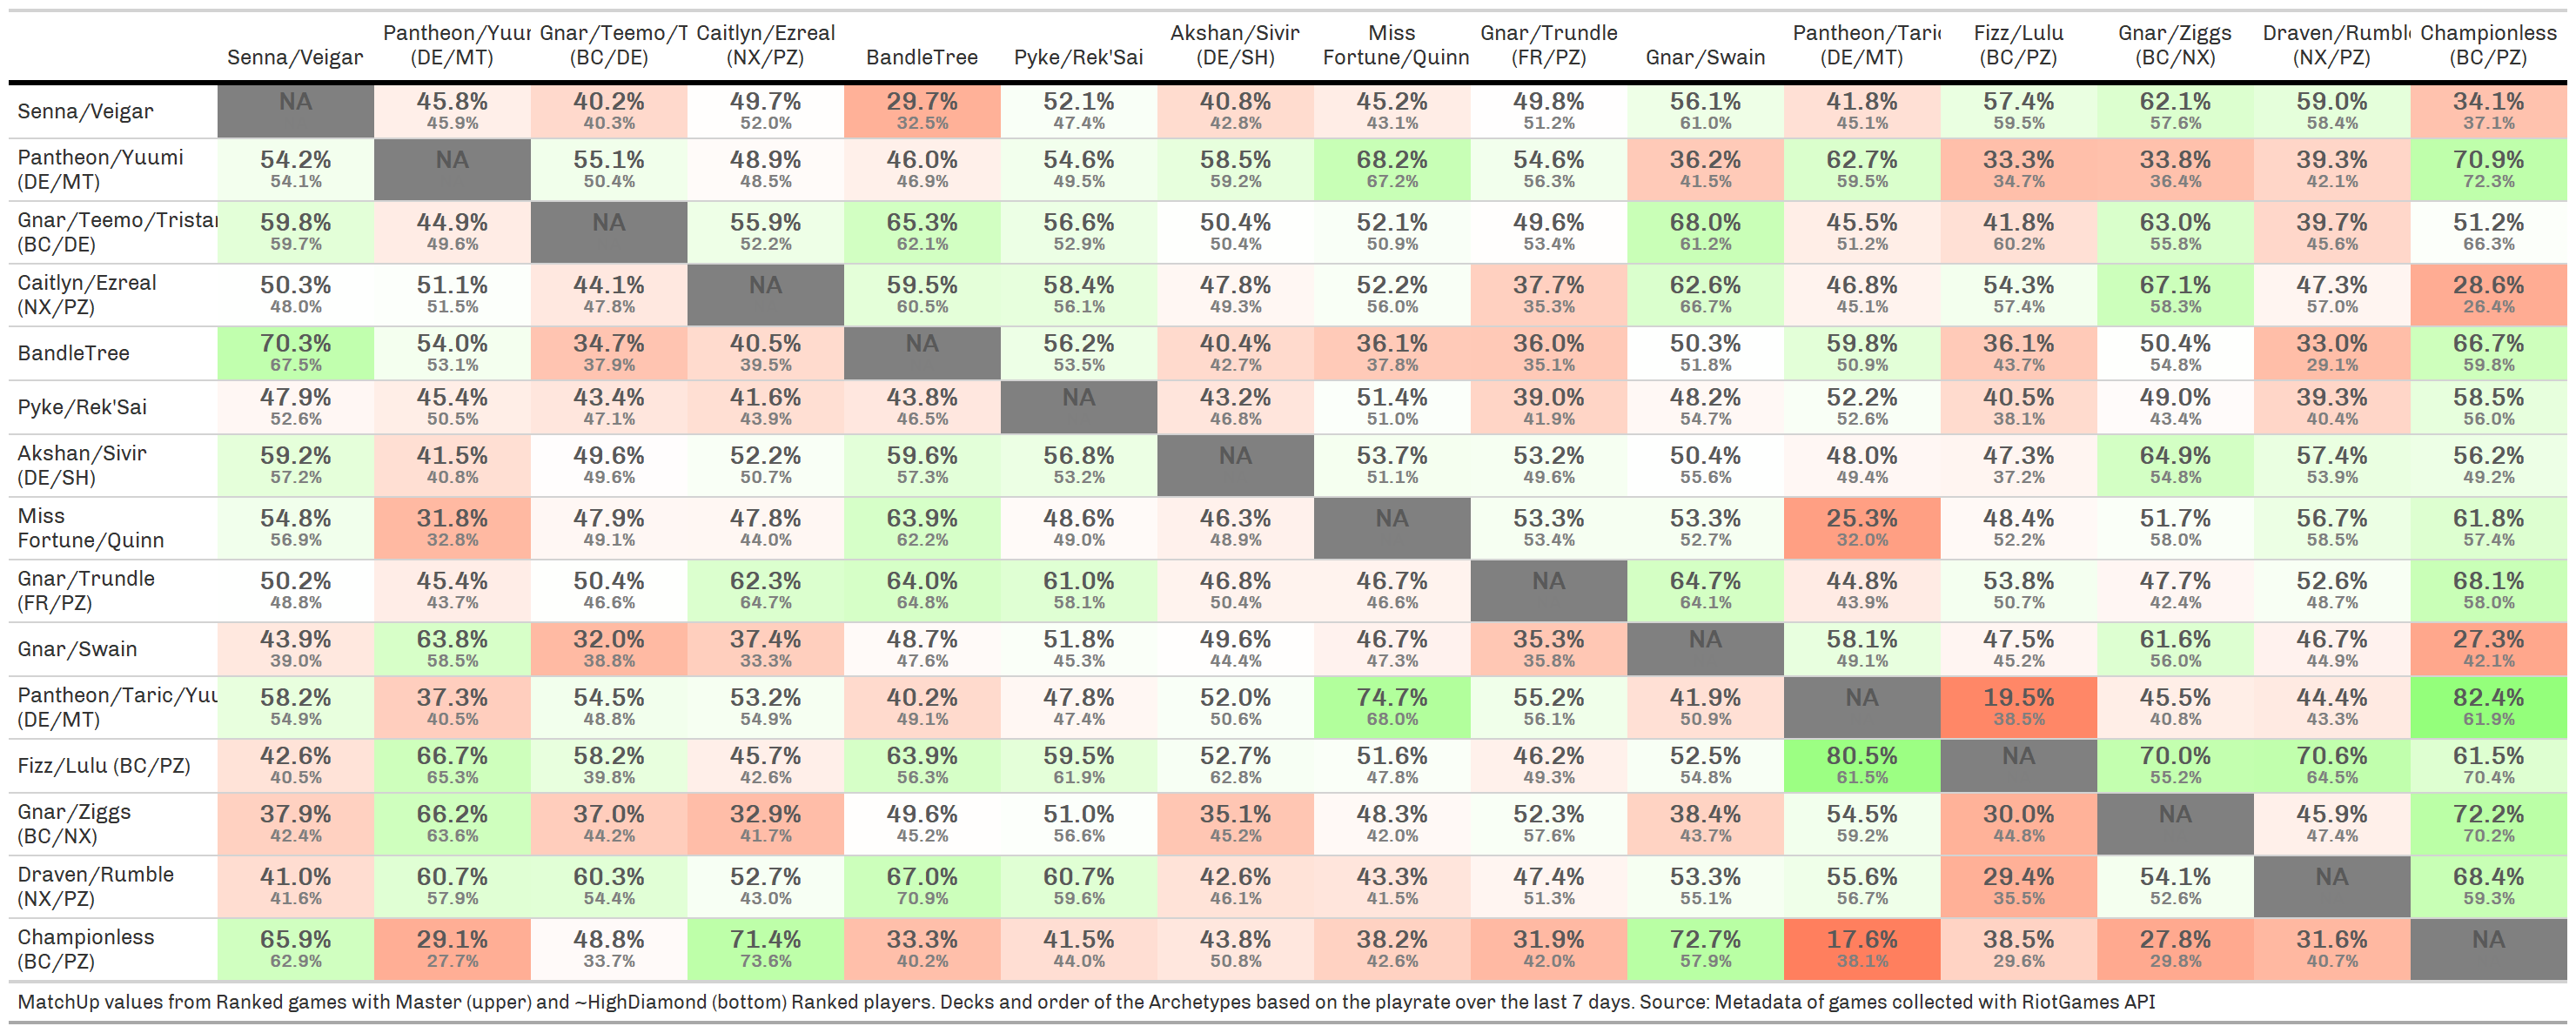 Pantheon/Yuur Gnar/Teemo/T Caitlyn/Ezreal Akshan/Sivir Miss Gnar/Trundle Pantheon/Taric Fizz/Lulu Gnar/Ziggs Draven/Rumble Championless
Senna/Veigar (DE/MT) (BC/DE) (NX/PZ) BandleTree Pyke/Rek'Sai (DE/SH) Fortune/Quinn (FR/PZ) Gnar/Swain (DE/MT) (BC/PZ) (BC/NX) (NX/PZ) (BC/PZ)
Senna/Veigar
NA 45.8% 40.2% 49.7% 29.7% 52.1% 40.8% 45.2% 49.8% 56.1% 41.8% 57.4% 62.1% 59.0% 34.1%
45.9% 40.3% 52.0% 32.5% 47.4% 42.8% 43.1% 51.2% 61.0% 45.1% 59.5% 57.6% 58.4% 37.1%
Pantheon/Yuumi
(DE/MT)
54.2% NA 55.1% 48.9% 46.0% 54.6% 58.5% 68.2% 54.6% 36.2% 62.7% 33.3% 33.8% 39.3% 70.9%
54.1% 50.4% 48.5% 46.9% 49.5% 59.2% 67.2% 56.3% 41.5% 59.5% 34.7% 36.4% 42.1% 72.3%
Gnar/Teemo/Tristar
(BC/DE)
59.8% 44.9% NA 55.9% 65.3% 56.6% 50.4% 52.1% 49.6% 68.0% 45.5% 41.8% 63.0% 39.7% 51.2%
59.7% 49.6% 52.2% 62.1% 52.9% 50.4% 50.9% 53.4% 61.2% 51.2% 60.2% 55.8% 45.6% 66.3%
Caitlyn/Ezreal
(NX/PZ)
50.3% 51.1% 44.1% NA 59.5% 58.4% 47.8% 52.2% 37.7% 62.6% 46.8% 54.3% 67.1% 47.3% 28.6%
48.0% 51.5% 47.8% 60.5% 56.1% 49.3% 56.0% 35.3% 66.7% 45.1% 57.4% 58.3% 57.0% 26.4%
BandleTree
70.3% 54.0% 34.7% 40.5% NA 56.2% 40.4% 36.1% 36.0% 50.3% 59.8% 36.1% 50.4% 33.0% 66.7%
67.5% 53.1% 37.9% 39.5% 53.5% 42.7% 37.8% 35.1% 51.8% 50.9% 43.7% 54.8% 29.1% 59.8%
Pyke/Rek'Sai
47.9% 45.4% 43.4% 41.6% 43.8% NA 43.2% 51.4% 39.0% 48.2% 52.2% 40.5% 49.0% 39.3% 58.5%
52.6% 50.5% 47.1% 43.9% 46.5% 46.8% 51.0% 41.9% 54.7% 52.6% 38.1% 43.4% 40.4% 56.0%
Akshan/Sivir
(DE/SH)
59.2% 41.5% 49.6% 52.2% 59.6% 56.8% NA 53.7% 53.2% 50.4% 48.0% 47.3% 64.9% 57.4% 56.2%
57.2% 40.8% 49.6% 50.7% 57.3% 53.2% 51.1% 49.6% 55.6% 49.4% 37.2% 54.8% 53.9% 49.2%
Miss
Fortune/Quinn
54.8% 31.8% 47.9% 47.8% 63.9% 48.6% 46.3% NA 53.3% 53.3% 25.3% 48.4% 51.7% 56.7% 61.8%
56.9% 32.8% 49.1% 44.0% 62.2% 49.0% 48.9% 53.4% 52.7% 32.0% 52.2% 58.0% 58.5% 57.4%
Gnar/Trundle
(FR/PZ)
50.2% 45.4% 50.4% 62.3% 64.0% 61.0% 46.8% 46.7% NA 64.7% 44.8% 53.8% 47.7% 52.6% 68.1%
48.8% 43.7% 46.6% 64.7% 64.8% 58.1% 50.4% 46.6% 64.1% 43.9% 50.7% 42.4% 48.7% 58.0%
Gnar/Swain
43.9% 63.8% 32.0% 37.4% 48.7% 51.8% 49.6% 46.7% 35.3% NA 58.1% 47.5% 61.6% 46.7% 27.3%
39.0% 58.5% 38.8% 33.3% 47.6% 45.3% 44.4% 47.3% 35.8% 49.1% 45.2% 56.0% 44.9% 42.1%
Pantheon/Taric/Yuu
(DE/MT)
58.2% 37.3% 54.5% 53.2% 40.2% 47.8% 52.0% 74.7% 55.2% 41.9% NA 19.5% 45.5% 44.4% 82.4%
54.9% 40.5% 48.8% 54.9% 49.1% 47.4% 50.6% 68.0% 56.1% 50.9% 38.5% 40.8% 43.3% 61.9%
Fizz/Lulu (BC/PZ)
42.6% 66.7% 58.2% 45.7% 63.9% 59.5% 52.7% 51.6% 46.2% 52.5% 80.5% NA 70.0% 70.6% 61.5%
40.5% 65.3% 39.8% 42.6% 56.3% 61.9% 62.8% 47.8% 49.3% 54.8% 61.5% 55.2% 64.5% 70.4%
Gnar/Ziggs
(BC/NX)
37.9% 66.2% 37.0% 32.9% 49.6% 51.0% 35.1% 48.3% 52.3% 38.4% 54.5% 30.0% NA 45.9% 72.2%
42.4% 63.6% 44.2% 41.7% 45.2% 56.6% 45.2% 42.0% 57.6% 43.7% 59.2% 44.8% 47.4% 70.2%
Draven/Rumble
(NX/PZ)
41.0% 60.7% 60.3% 52.7% 67.0% 60.7% 42.6% 43.3% 47.4% 53.3% 55.6% 29.4% 54.1% NA 68.4%
41.6% 57.9% 54.4% 43.0% 70.9% 59.6% 46.1% 41.5% 51.3% 55.1% 56.7% 35.5% 52.6% 59.3%
Championless
(BC/PZ)
65.9% 29.1% 48.8% 71.4% 33.3% 41.5% 43.8% 38.2% 31.9% 72.7% 17.6% 38.5% 27.8% 31.6% NA
62.9% 27.7% 33.7% 73.6% 40.2% 44.0% 50.8% 42.6% 42.0% 57.9% 38.1% 29.6% 29.8% 40.7%
MatchUp values from Ranked games with Master (upper) and ~HighDiamond (bottom) Ranked players. Decks and order of the Archetypes based on the playrate over the last 7 days. Source: Metadata of games collected with RiotGames API